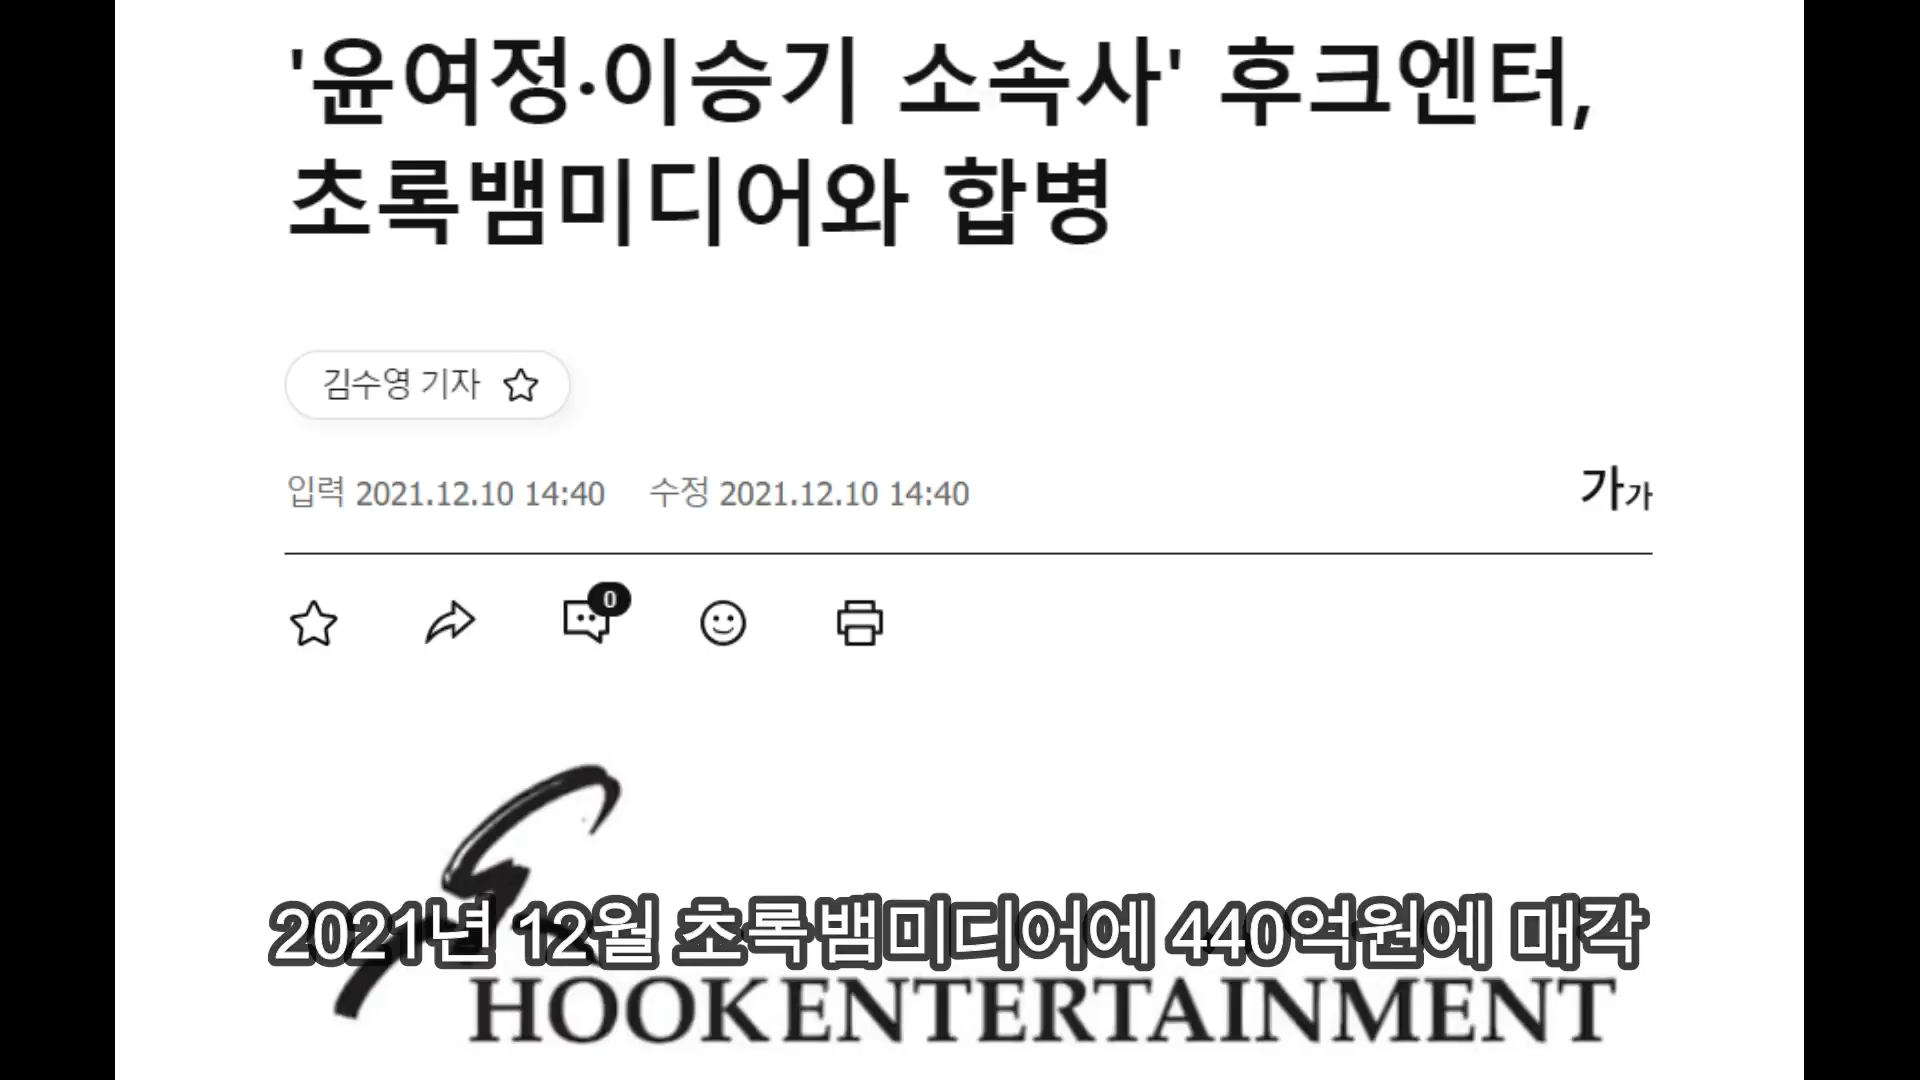 '윤여정·이승기 소속사' 후크엔터,
초록뱀미디어와 합병
김수영 기자
입력 2021.12.10 14:40 수정 2021.12.10 14:40
가가
0
2021년 12월 초록뱀미디어에 440억원에 매각
HOOK ENTERTAINMENT